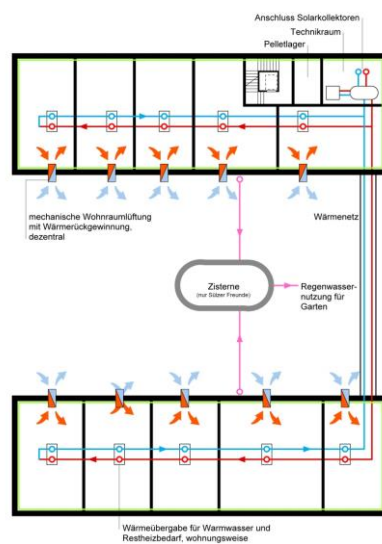 Anschluss Solarkollektoren
Technikraum
Pelletlager
mechanische Wohnraumlüftung
mit Wärmerückgewinnung,
dezentral
Wärmenetz
Zisterne
(nur Sülzer Freunde)
Regenwasser-
nutzung für
Garten
Wärmeübergabe für Warmwasser und
Restheizbedarf, wohnungsweise